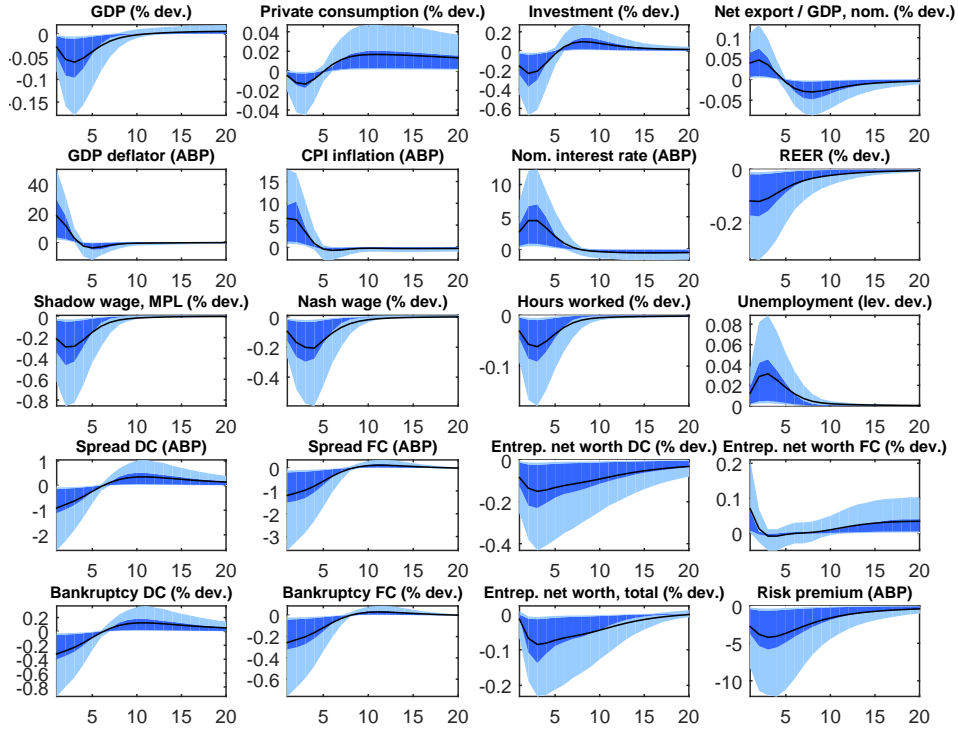 GDP (% dev.) Private consumption (% dev.) Investment (% dev.) Net export / GDP, nom. (% dev.)
0 0.04 0.2 0.1
-0.05 0.02 0 0.05
-0.1 0 -0.2 0
-0.15 -0.02 -0.4 -0.05
-0.04 -0.6
5 10 15 20 5 10 15 20 5 10 15 20 5 10 15 20
GDP deflator (ABP) CPI inflation (ABP) Nom. interest rate (ABP) REER (% dev.)
40 15 10 0
20 10 5 -0.2
0 5 0
0
-5
5 10 15 20 5 10 15 20 5 10 15 20 5 10 15 20
Shadow wage, MPL (% dev.) Nash wage (% dev.) Hours worked (% dev.) Unemployment (lev. dev.)
0 0 0 0.08
-0.2 -0.2 -0.1 0.06
-0.4 -0.4 0.04
-0.6 0.02
-0.8 0
5 10 15 20 5 10 15 20 5 10 15 20 5 10 15 20
Spread DC (ABP) Spread FC (ABP) Entrep. net worth DC (% dev.) Entrep. net worth FC (% dev.)
1 0 0 0.2
0 -1 -0.2 0.1
-1 -2 -0.4 0
-2 -3
5 10 15 20 5 10 15 20 5 10 15 20 5 10 15 20
Bankruptcy DC (% dev.) Bankruptcy FC (% dev.) Entrep. net worth, total (% dev.) Risk premium (ABP)
0.2 0 0 0
0 -0.2 -0.1 -5
-0.2 -0.4 -0.2 -10
-0.4 -0.6
-0.6
-0.8
5 10 15 20 5 10 15 20 5 10 15 20 5 10 15 20